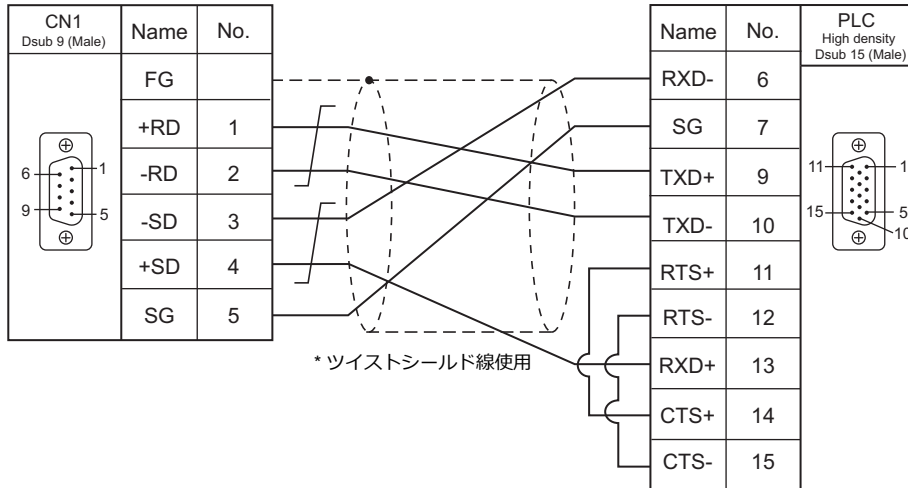 CN1
Dsub 9 (Male)
Name
No.
FG
+RD
1
-RD
2
-SD
3
+SD
4
SG
5
6
1
9
5
* ツイストシールド線使用
Name
No.
PLC
High density
Dsub 15 (Male)
RXD-
6
SG
7
TXD+
9
TXD-
10
RTS+
11
RTS-
12
RXD+
13
CTS+
14
CTS-
15
11
1
15
5
10